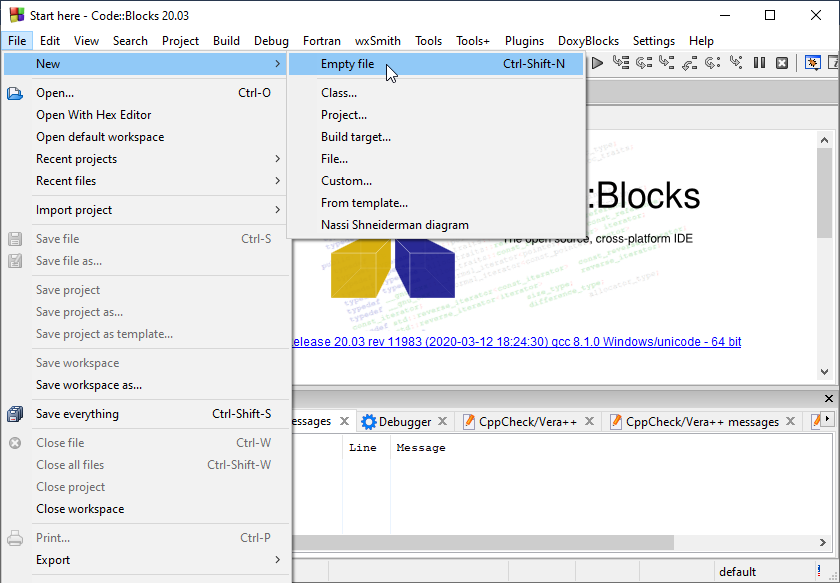 Start here - Code::Blocks 20.03
File Edit View Search Project Build Debug Fortran wxSmith Tools Tools+ Plugins DoxyBlocks Settings Help
New
Open... Ctrl-O
Open With Hex Editor
Open default workspace
Recent projects
Recent files
Import project
Save file Ctrl-S
Save file as...
Save project
Save project as...
Save project as template...
Save workspace
Save workspace as...
Save everything Ctrl-Shift-S
Close file Ctrl-W
Close all files Ctrl-Shift-W
Close project
Close workspace
Print... Ctrl-P
Export
Empty file Ctrl-Shift-N
Class...
Project...
Build target...
File...
Custom...
From template...
Nassi Shneiderman diagram
::Blocks
The open source, cross-platform IDE
elease 20.03 rev 11983 (2020-03-12 18:24:30) gcc 8.1.0 Windows/unicode - 64 bit
essages Debugger CppCheck/Vera++ CppCheck/Vera++ messages
Line Message
default